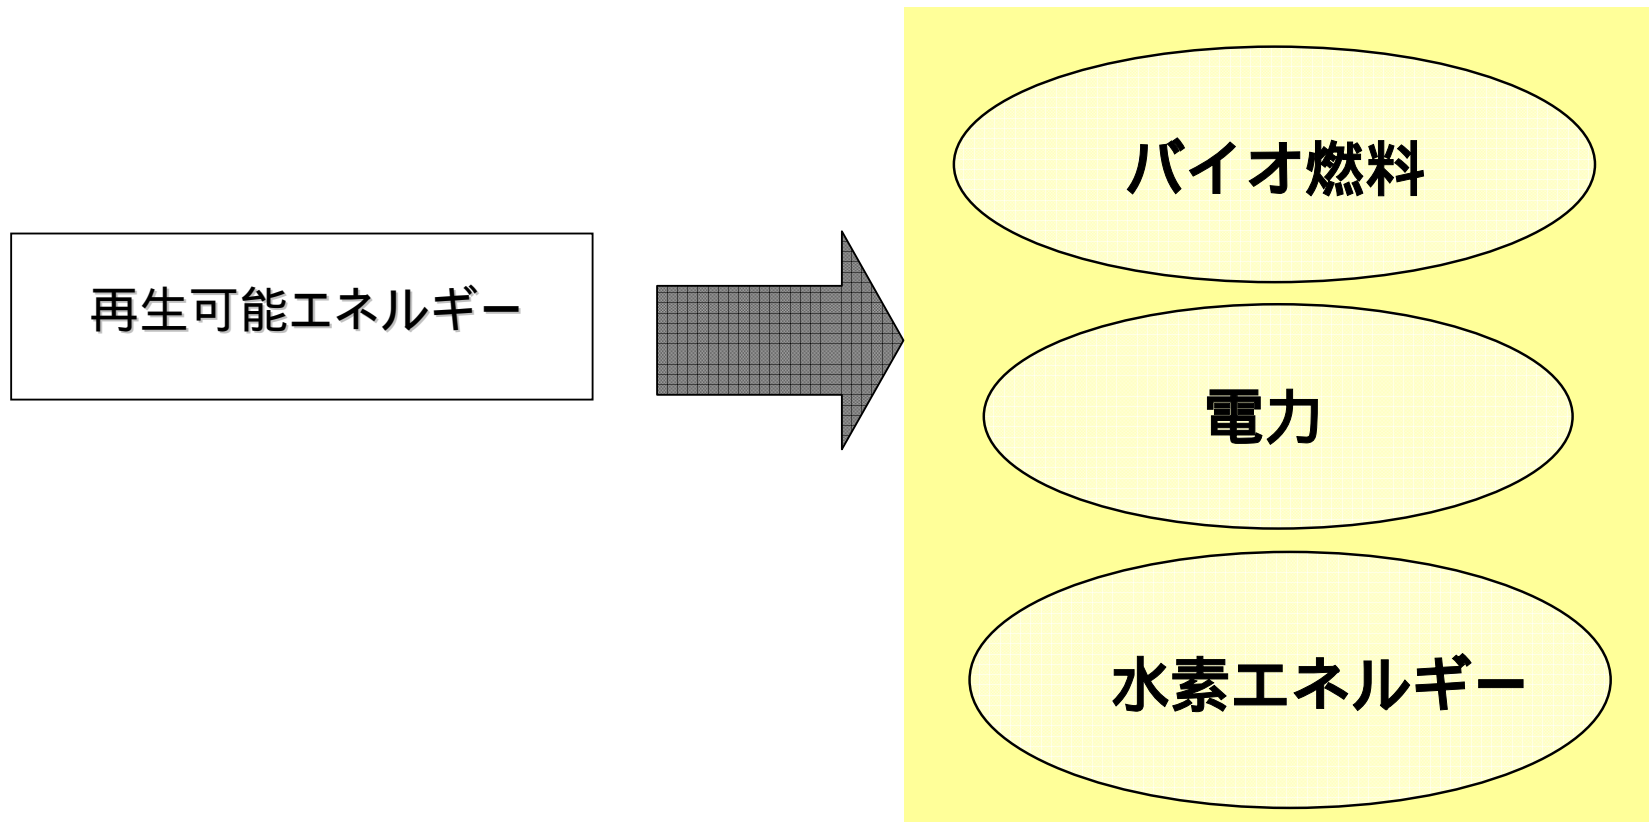 再生可能エネルギー
バイオ燃料
電力
水素エネルギー